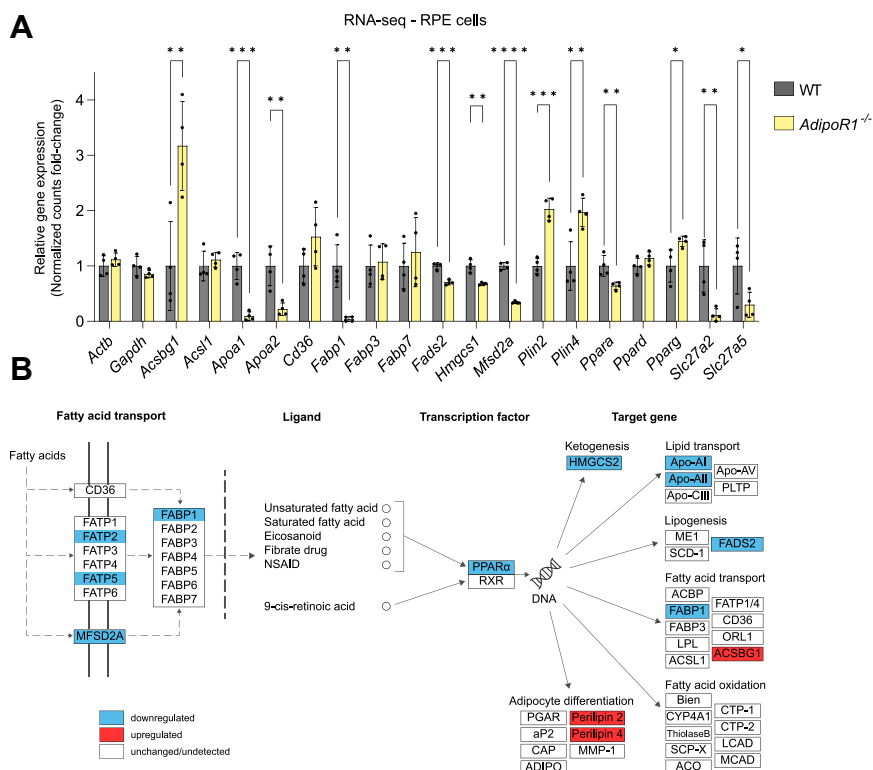 A
RNA-seq - RPE cells
Relative gene expression
(Normalized counts fold-change)
0
1
2
3
4
** *** ** ** *** ** **** *** ** ** * ** *
WT
AdipoR1-/-
Actb
Gapdh
Acsbg1
Acsl1
Apoa1
Apoa2
Cd36
Fabp1
Fabp3
Fabp7
Fads2
Hmgcs1
Mfsd2a
Plin2
Plin4
Ppara
Ppard
Pparg
Slc27a2
Slc27a5
B
Fatty acid transport
Ligand
Transcription factor
Target gene
Fatty acids
CD36
FATP1
FATP2
FATP3
FATP4
FATP5
FATP6
MFSD2A
FABP1
FABP2
FABP3
FABP4
FABP5
FABP6
FABP7
Unsaturated fatty acid
Saturated fatty acid
Eicosanoid
Fibrate drug
NSAID
9-cis-retinoic acid
PPARα
RXR
DNA
Ketogenesis
HMGCS2
Lipid transport
Apo-AI
Apo-AII
Apo-CIII
Apo-AV
PLTP
Lipogenesis
ME1
SCD-1
FADS2
Fatty acid transport
ACBP
FABP1
FABP3
LPL
ACSL1
FATP1/4
CD36
ORL1
ACSBG1
Adipocyte differentiation
PGAR
aP2
CAP
ADIPO
Perilipin 2
Perilipin 4
MMP-1
Fatty acid oxidation
Bien
CYP4A1
ThiolaseB
SCP-X
ACO
CTP-1
CTP-2
LCAD
MCAD
downregulated
upregulated
unchanged/undetected